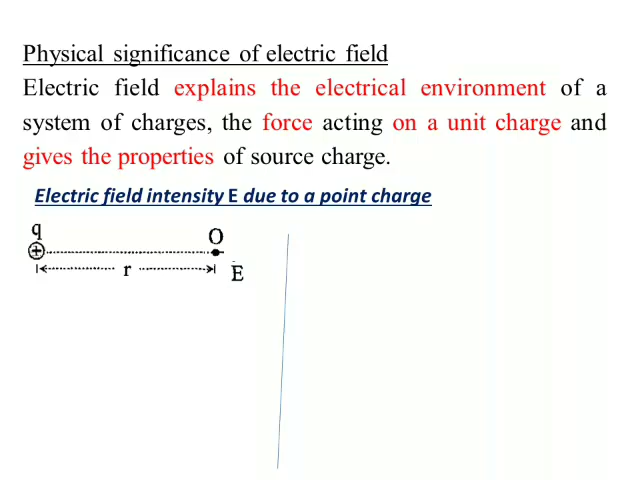 Physical significance of electric field
Electric field explains the electrical environment of a
system of charges, the force acting on a unit charge and
gives the properties of source charge.
Electric field intensity E due to a point charge
q
O
r
E